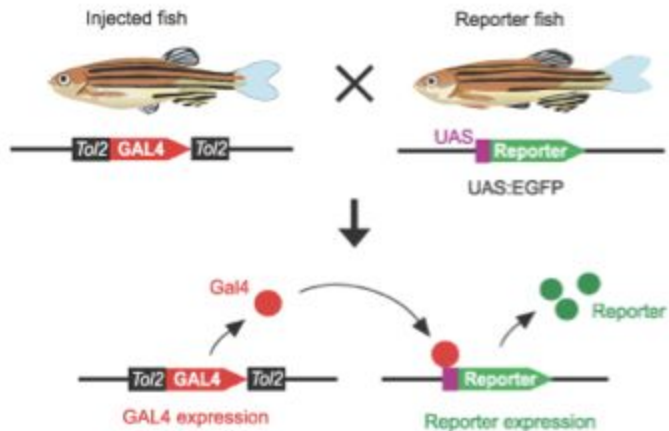 Injected fish
Reporter fish
Tol2 GAL4 Tol2
UAS
Reporter
UAS:EGFP
Gal4
Reporter
Tol2 GAL4 Tol2
Reporter
GAL4 expression
Reporter expression